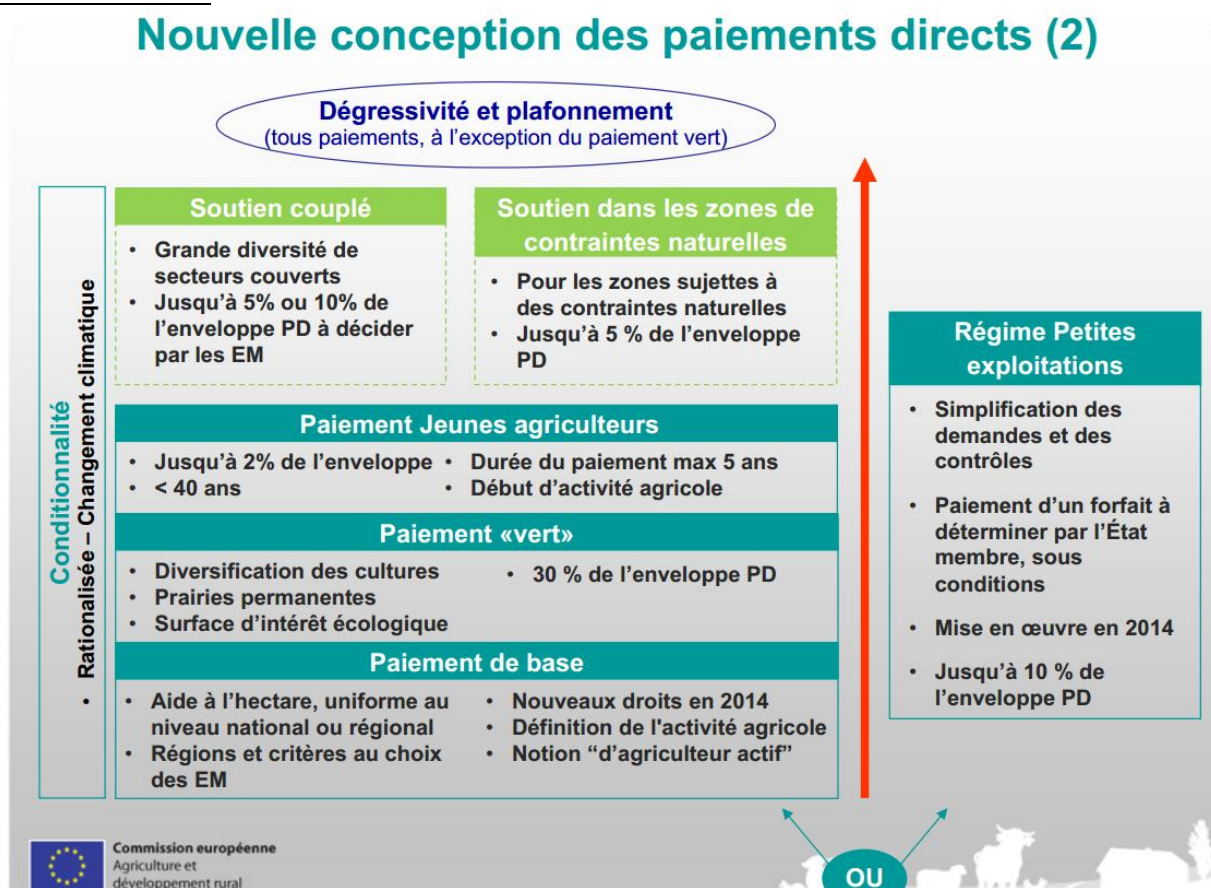 Nouvelle conception des paiements directs (2)
Dégressivité et plafonnement
(tous paiements, à l'exception du paiement vert)
Conditionnalité
• Rationalisée – Changement climatique
Soutien couplé
• Grande diversité de
secteurs couverts
• Jusqu'à 5% ou 10% de
l'enveloppe PD à décider
par les EM
Soutien dans les zones de
contraintes naturelles
• Pour les zones sujettes à
des contraintes naturelles
• Jusqu'à 5 % de l'enveloppe
PD
Paiement Jeunes agriculteurs
• Jusqu'à 2% de l'enveloppe
• < 40 ans
• Durée du paiement max 5 ans
• Début d'activité agricole
Paiement «vert»
• Diversification des cultures
• Prairies permanentes
• Surface d'intérêt écologique
• 30 % de l'enveloppe PD
Paiement de base
• Aide à l'hectare, uniforme au
niveau national ou régional
• Régions et critères au choix
des EM
• Nouveaux droits en 2014
• Définition de l'activité agricole
• Notion “d'agriculteur actif”
Régime Petites
exploitations
• Simplification des
demandes et des
contrôles
• Paiement d'un forfait à
déterminer par l'État
membre, sous
conditions
• Mise en œuvre en 2014
• Jusqu'à 10 % de
l'enveloppe PD
OU
Commission européenne
Agriculture et
développement rural